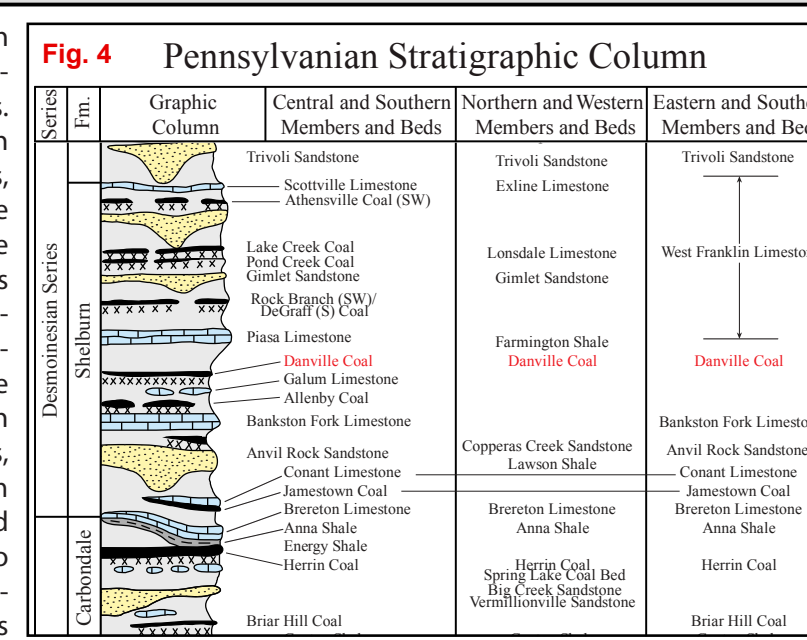 Fig. 4 Pennsylvanian Stratigraphic Column
Series
Fm.
Graphic
Column
Central and Southern
Members and Beds
Northern and Western
Members and Beds
Eastern and Southe
Members and Bed
Desmoinesian Series
Shelburn
Carbondale
Trivoli Sandstone
Scottville Limestone
Athensville Coal (SW)
Lake Creek Coal
Pond Creek Coal
Gimlet Sandstone
Rock Branch (SW)/
DeGraff (S) Coal
Piasa Limestone
Danville Coal
Galum Limestone
Allenby Coal
Bankston Fork Limestone
Anvil Rock Sandstone
Conant Limestone
Jamestown Coal
Brereton Limestone
Anna Shale
Energy Shale
Herrin Coal
Briar Hill Coal
Trivoli Sandstone
Exline Limestone
Lonsdale Limestone
Gimlet Sandstone
Farmington Shale
Danville Coal
Copperas Creek Sandstone
Lawson Shale
Brereton Limestone
Anna Shale
Herrin Coal
Spring Lake Coal Bed
Big Creek Sandstone
Vermillionville Sandstone
Trivoli Sandstone
West Franklin Limestor
Danville Coal
Bankston Fork Limesto
Anvil Rock Sandstone
Conant Limestone
Jamestown Coal
Brereton Limestone
Anna Shale
Herrin Coal
Briar Hill Coal